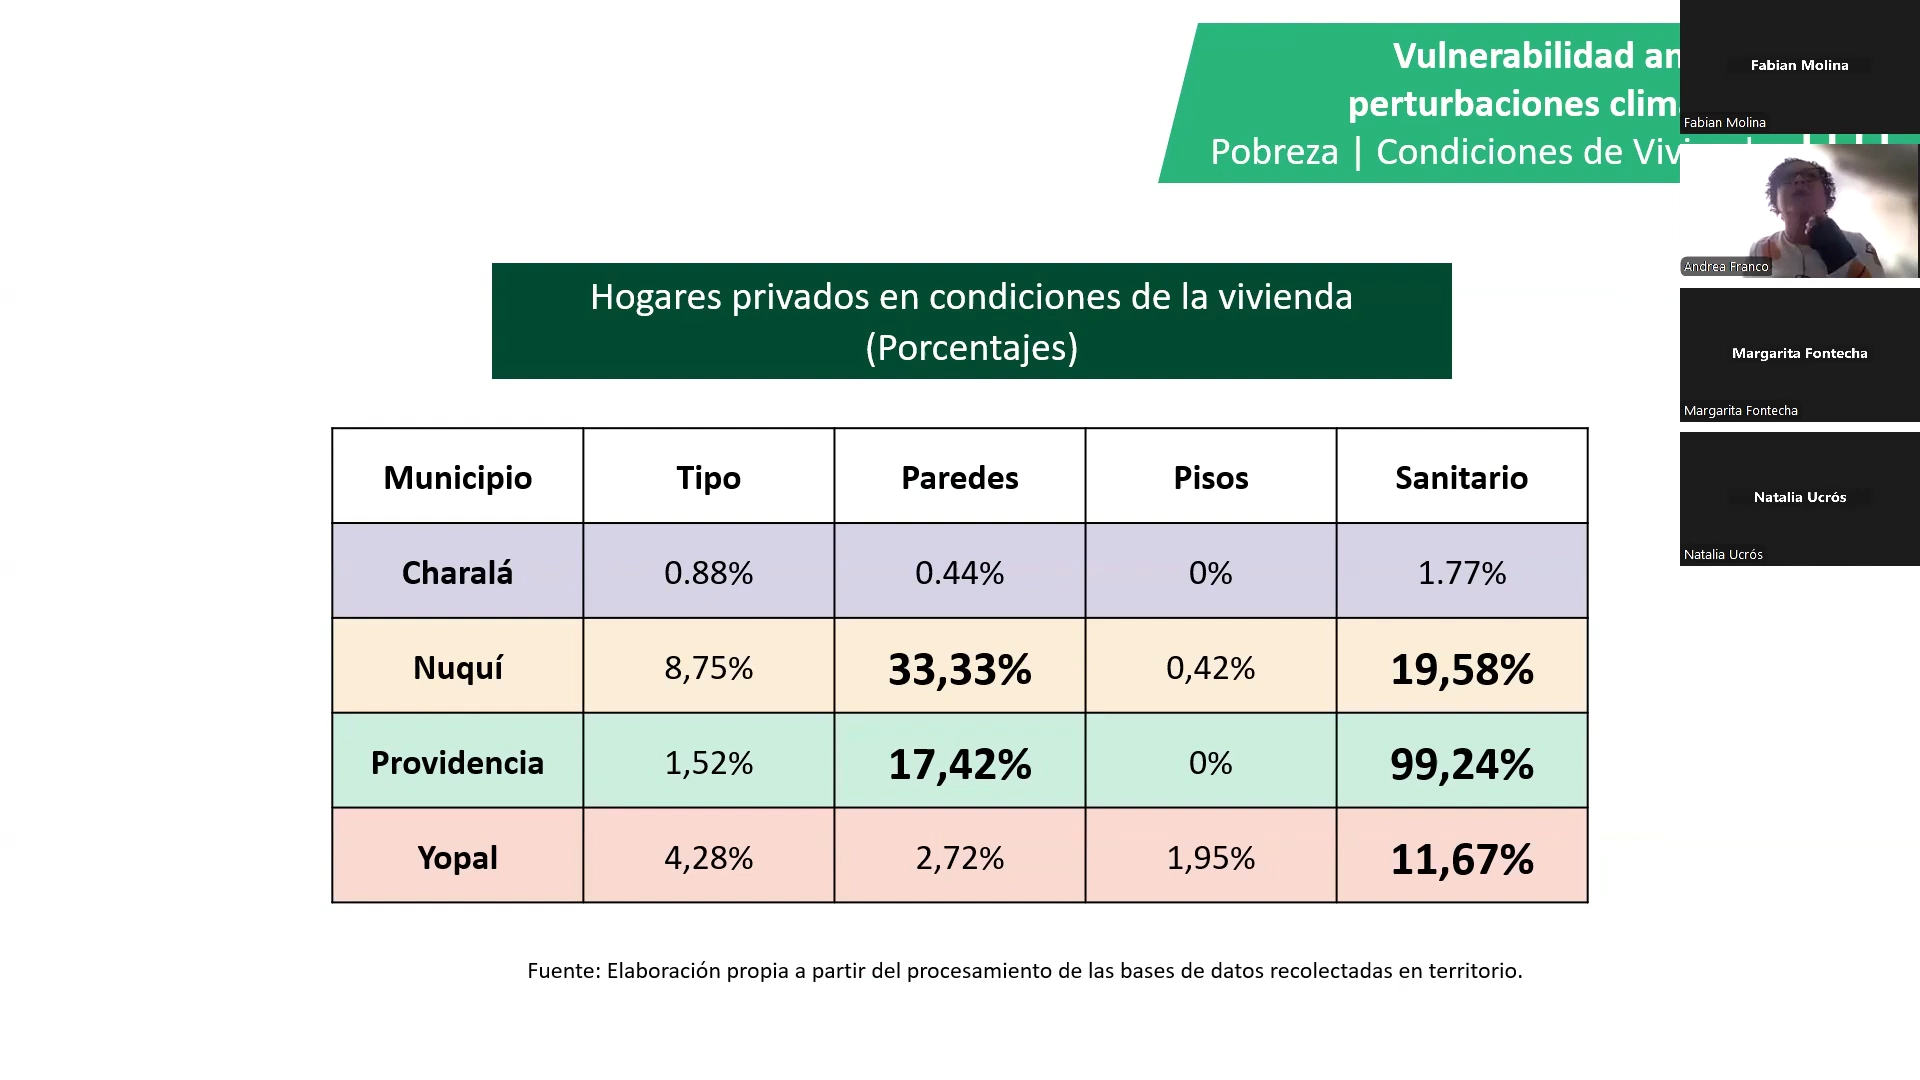 Vulnerabilidad an
perturbaciones clim
Pobreza | Condiciones de Viv
Hogares privados en condiciones de la vivienda
(Porcentajes)
Municipio Tipo Paredes Pisos Sanitario
Charalá 0.88% 0.44% 0% 1.77%
Nuquí 8,75% 33,33% 0,42% 19,58%
Providencia 1,52% 17,42% 0% 99,24%
Yopal 4,28% 2,72% 1,95% 11,67%
Fuente: Elaboración propia a partir del procesamiento de las bases de datos recolectadas en territorio.
Fabian Molina
Fabian Molina
Andrea Franco
Margarita Fontecha
Margarita Fontecha
Natalia Ucrós
Natalia Ucrós